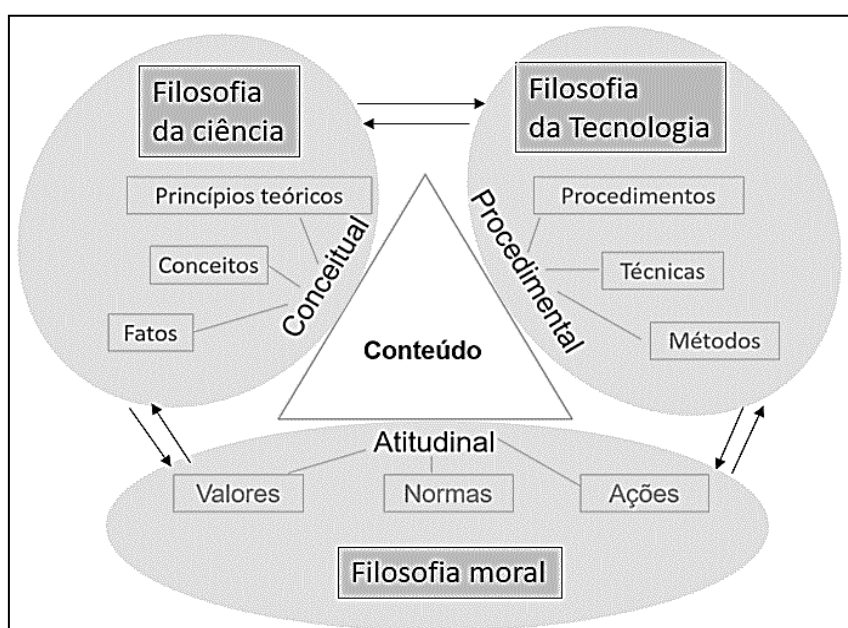 Filosofia
da ciência
Princípios teóricos
Conceitos
Fatos
Conceitual
Filosofia
da Tecnologia
Procedimentos
Técnicas
Métodos
Procedimental
Conteúdo
Atitudinal
Valores
Normas
Ações
Filosofia moral